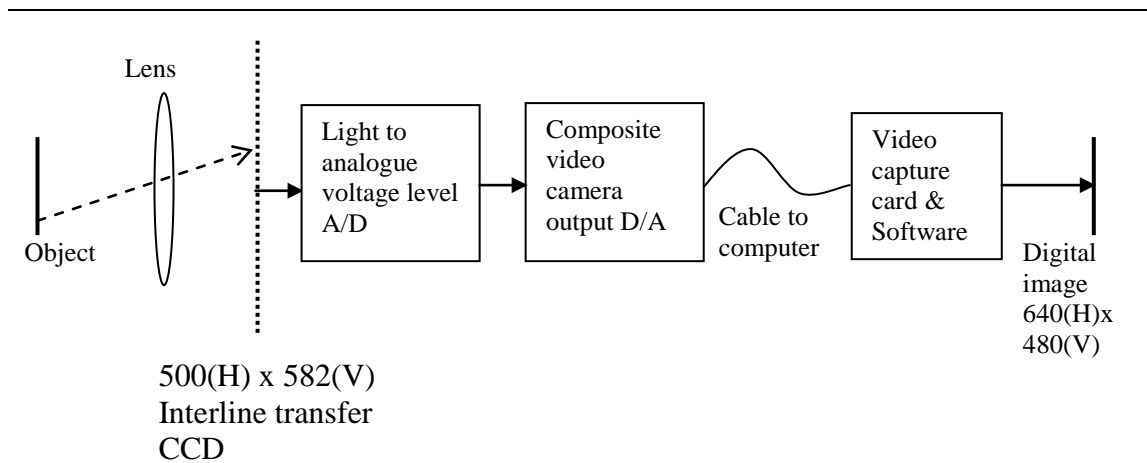 Lens
Object
Light to
analogue
voltage level
A/D
Composite
video
camera
output D/A
Cable to
computer
Video
capture
card &
Software
Digital
image
640(H)x
480(V)
500(H) x 582(V)
Interline transfer
CCD